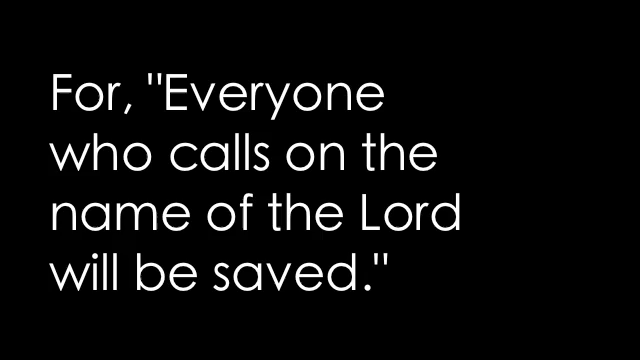 For, "Everyone
who calls on the
name of the Lord
will be saved."